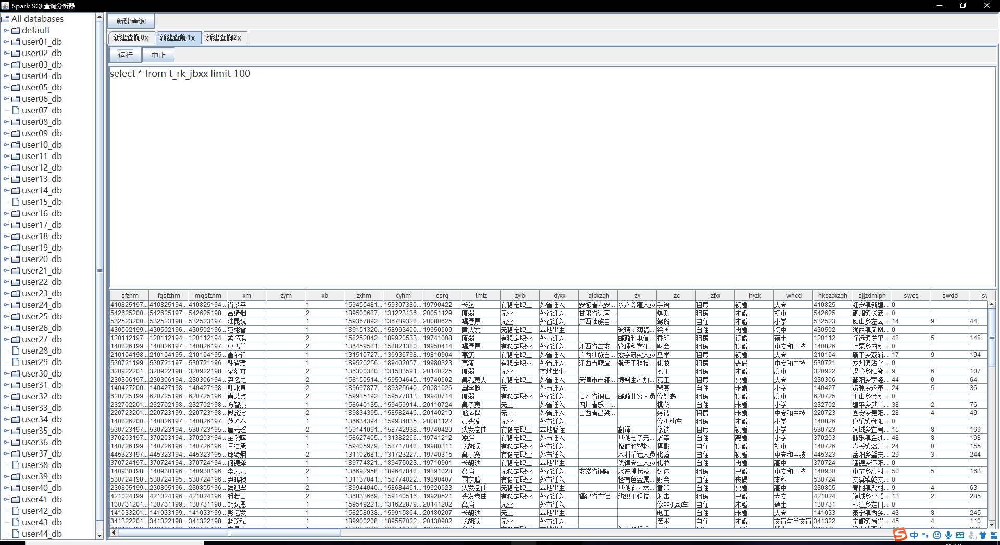 Spark SQL查询分析器
All databases
default
user01_db
user02_db
user03_db
user04_db
user05_db
user06_db
user07_db
user08_db
user09_db
user10_db
user11_db
user12_db
user13_db
user14_db
user15_db
user16_db
user17_db
user18_db
user19_db
user20_db
user21_db
user22_db
user23_db
user24_db
user25_db
user26_db
user27_db
user28_db
user29_db
user30_db
user31_db
user32_db
user33_db
user34_db
user35_db
user36_db
user37_db
user38_db
user39_db
user40_db
user41_db
user42_db
user43_db
user44_db
新建查询
新建查詢0x 新建查詢1x 新建查詢2x
运行 中止
select * from t_rk_jbxx limit 100
sfzhm fqsfzhm mqsfzhm xm zym xb zxhm cyhm csrq tmtz zylb dyxx qldxzqh zy zc zfxx hyzk whcd hkszdxzqh sjjzdmlph swcs swdd sv
410825197... 410825194... 410825194... 肖景平 1 159455481... 159307380... 19790422 长脸 有稳定职业 外省迁入 安徽省六安... 水产养殖人员 手语 租房 初婚 大专 410825 红安镇新建... 0
542625200... 542625197... 542625198... 吕绮烟 2 189500687... 131223136... 20051129 瘦弱 无业 外省迁入 甘肃省陇南... 焊割 租房 未婚 初中 542625 鹤峰镇长武... 0
532523200... 532523198... 532523197... 陆昆锐 1 159367892... 136789328... 20080625 嘴唇厚 无业 外省迁入 广西壮族自... 驾船 自住 未婚 小学 532523 凤山乡左云... 14 9 44
430502199... 430502196... 430502196... 范彬睿 1 189151320... 158993400... 19950609 黄头发 无稳定职业 本地出生 玻璃、陶瓷... 绘画 租房 再婚 初中 430502 陇西镇凤凰... 0
120112197... 120112194... 120112194... 孟怀瑶 2 158252042... 189920533... 19741008 瘦弱 有稳定职业 外市迁入 邮政和电信... 眷印 租房 初婚 硕士 120112 怀远镇罗平... 48 5 148
140826199... 140826197... 140826197... 曹飞兰 2 136459581... 158821380... 19950414 嘴唇厚 有稳定职业 外省迁入 江西省吉安... 管理科学研... 财会 租房 初婚 中专和中技 140826 上栗乡内乡... 0
210104198... 210104195... 210104195... 雷依轩 1 131510727... 136936798... 19810904 高瘦 有稳定职业 外省迁入 广西壮族自... 数学研究人员 巫术 租房 初婚 大专 210104 新干乡荔浦... 17 9 194
530721199... 530721197... 530721196... 韩渭珺 1 189520256... 189402057... 19980323 高瘦 有稳定职业 外省迁入 江西省鹰潭... 航天工程技... 化妆 租房 丧偶 中专和中技 530721 龙州镇沾化... 0
320922201... 320922198... 320922198... 蔡慕卉 2 136300380... 131583591... 20140225 瘦弱 无业 本地出生 瓦工 租房 未婚 高中 320922 玛沁乡阳朔... 9 6 107
230306197... 230306194... 230306194... 尹忆之 2 158150514... 159504645... 19740602 鼻孔宽大 有稳定职业 外省迁入 天津市市辖... 饲料生产加... 瓦工 租房 复婚 大专 230306 鄱阳乡荥经... 44 0 64
140427200... 140427198... 140427198... 韩冰真 2 189697877... 189325640... 20081026 国字脸 无业 外市迁入 攀高 自住 未婚 小学 140427 资源乡永泰... 24 5 36
620725199... 620725196... 620725196... 肖慧贞 2 159985192... 159577813... 19940714 瘦弱 有稳定职业 外省迁入 贵州省铜仁... 邮政业务人员 修钟表 租房 初婚 高中 620725 巫山乡金乡... 0
232702201... 232702198... 232702198... 方智杰 1 158640135... 159459914... 20110724 鼻子宽 无业 外省迁入 四川省乐山... 模仿 自住 未婚 小学 232702 建平乡武川... 38 2 76
220723201... 220723199... 220723198... 段念波 2 189834395... 158582446... 20140210 嘴唇厚 无业 外省迁入 山西省吕梁... 装裱 租房 未婚 中专和中技 220723 固安乡舞阳... 28 4 49
140826200... 140826197... 140826197... 范璋秦 1 136634394... 159934835... 20081122 黄头发 无业 外市迁入 修机动车 租房 未婚 小学 140826 康乐镇鄱阳... 0
530723197... 530723194... 530723195... 唐元瑶 2 159141091... 158742938... 19740420 头发卷曲 有稳定职业 本地暂住 翻译 修锁 租房 初婚 小学 530723 满城乡宜君... 15 8 169
370203197... 370203194... 370203194... 金俊晖 1 158627405... 131382266... 19741212 矮胖 有稳定职业 外市迁入 其他电子元... 屠宰 租房 离婚 小学 370203 静乐镇金沙... 48 8 198
140726199... 140726196... 140726196... 闫浩承 1 159405979... 158717048... 19980311 长胡须 有稳定职业 外市迁入 橡胶和塑料... 摄影 自住 初婚 初中 140726 壶关镇洛川... 24 0 155
445323197... 445323194... 445323195... 邱绮烟 2 131102681... 131723227... 19740315 鼻子宽 有稳定职业 外市迁入 木材采运人员 化验 自住 初婚 中专和中技 445323 岳阳乡磐安... 29 3 244
370724197... 370724194... 370724194... 何德泽 1 189774821... 189475023... 19710901 长胡须 有稳定职业 本地出生 法律专业人员 化妆 自住 再婚 高中 370724 隆德乡泗阳... 0
140930198... 140930196... 140930196... 李凡儿 2 136692958... 189647848... 19891028 鼻扁 无稳定职业 外省迁入 安徽省铜陵... 水产捕捞及... 铸造 租房 已婚 中专和中技 140930 中宁乡高村... 50 5 163
530724198... 530724195... 530724196... 尹鸿祯 1 131137841... 158774022... 19890407 国字脸 有稳定职业 外市迁入 轻有色金属... 财会 自住 丧偶 本科 530724 安溪镇乾安... 0
230805199... 230805196... 230805196... 魏迎翠 2 189944040... 158684461... 19920623 头发卷曲 无稳定职业 本地出生 其他农、林... 眷印 自住 复婚 高中 230805 青冈镇渠村... 9 4 63
421024199... 421024196... 421024196... 潘若山 2 136833669... 159140516... 19920521 头发卷曲 有稳定职业 外省迁入 福建省宁德... 纺织工程技... 射击 租房 已婚 大专 421024 澄城乡平顺... 13 2 285
130731201... 130731199... 130731198... 胡弘恩 1 159549221... 131622879... 20141202 鼻扁 无业 外市迁入 修非机动车 自住 未婚 硕士 130731 柳江乡定日... 0
141033201... 141033199... 141033199... 彭运发 1 158258038... 159915864... 20180207 长胡须 无业 本地出生 电工 自住 未婚 大专 141033 泰宁镇西乡... 43 8 245
341322201... 341322198... 341322198... 赵玢弘 1 189900208... 189557022... 20130902 长胡须 无业 外市迁入 魔术 自住 未婚 文盲与半文盲 341322 宁都镇尚义... 45 4 110
中